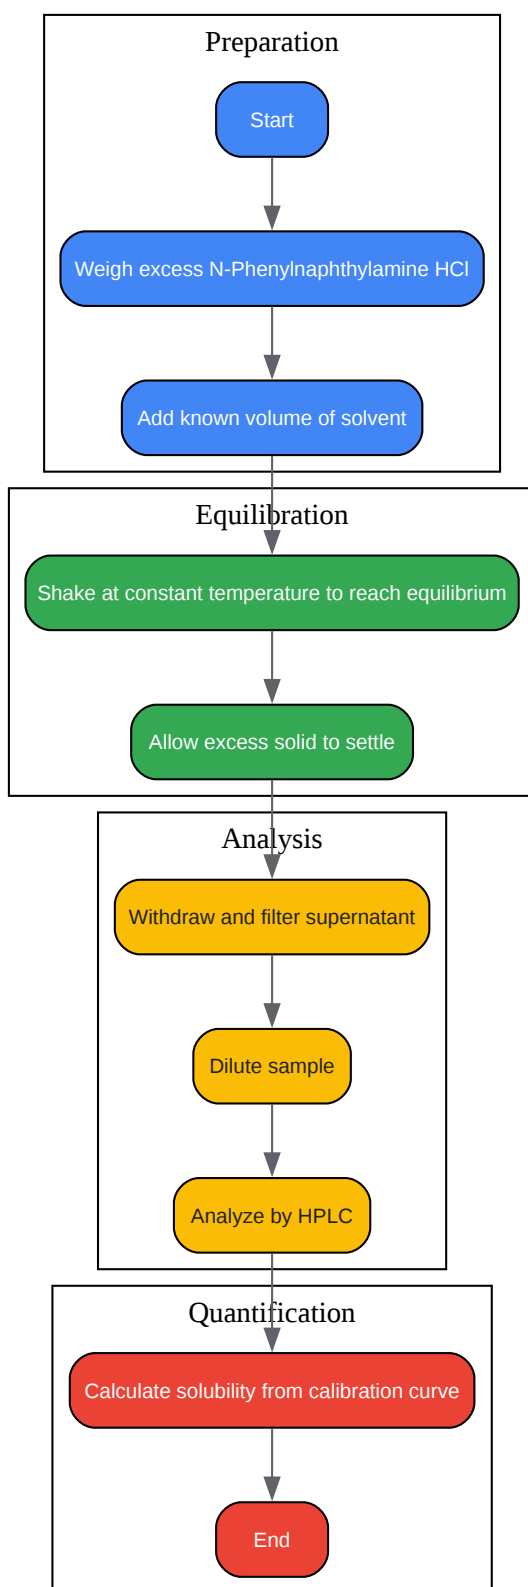 Preparation
Start
Weigh excess N-Phenylnaphthylamine HCl
Add known volume of solvent
Equilibration
Shake at constant temperature to reach equilibrium
Allow excess solid to settle
Analysis
Withdraw and filter supernatant
Dilute sample
Analyze by HPLC
Quantification
Calculate solubility from calibration curve
End